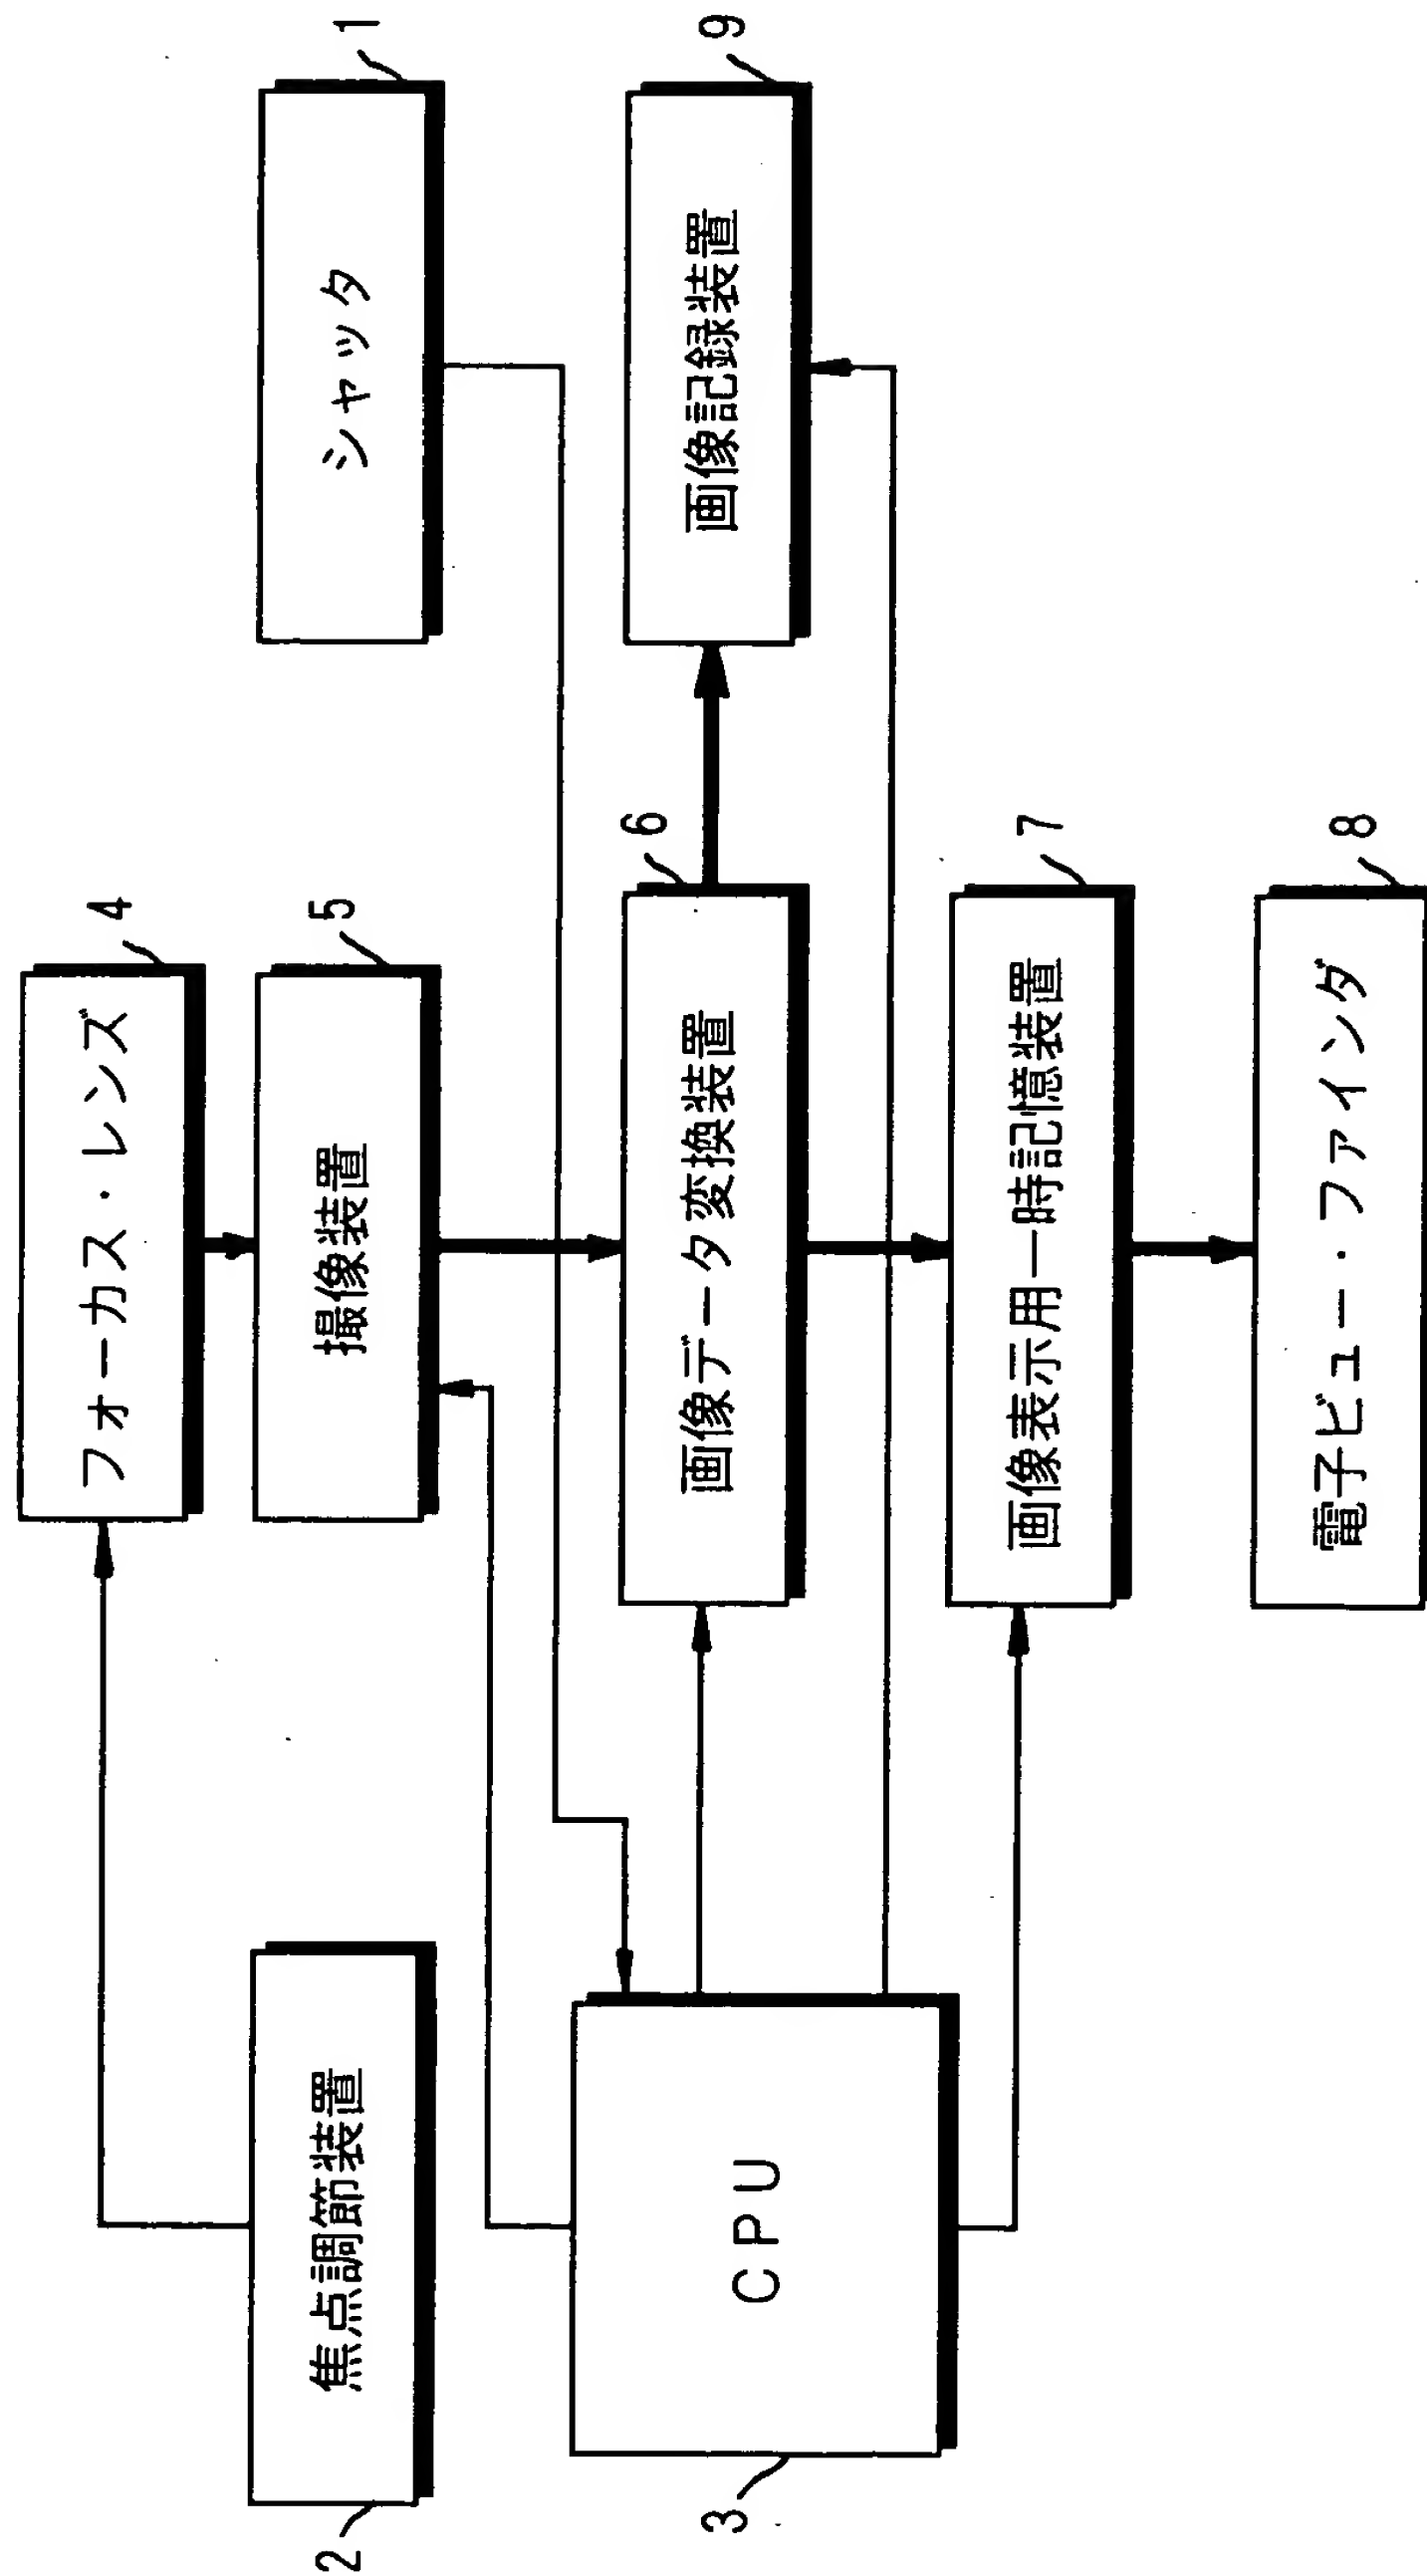 フォーカス・レンズ
4
焦点調節装置
2
撮像装置
5
シャッタ
1
CPU
3
画像データ変換装置
6
画像記録装置
9
画像表示用一時記憶装置
7
電子ビュー・ファインダ
8